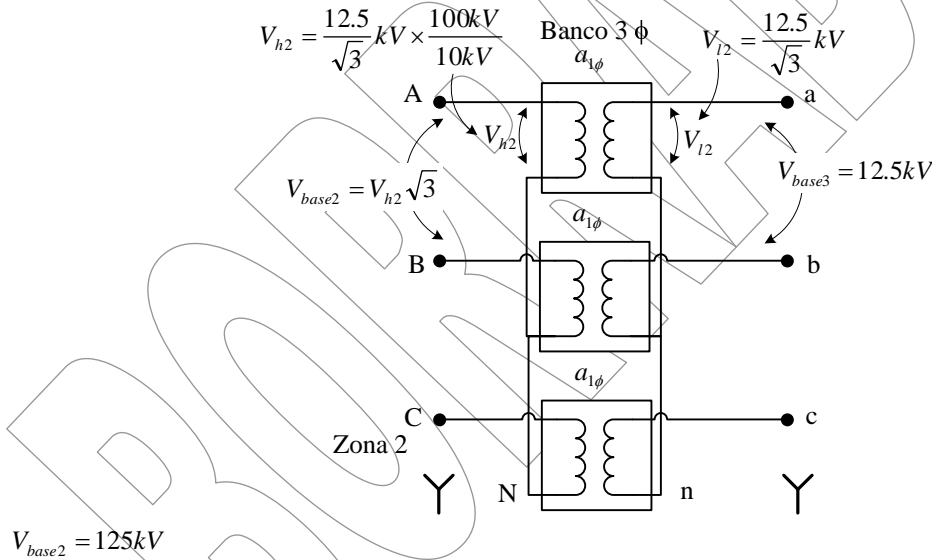 V_{h2} = \frac{12.5}{\sqrt{3}} kV × \frac{100kV}{10kV}
Banco 3 ϕ
V_{l2} = \frac{12.5}{\sqrt{3}} kV
a_{1ϕ}
A
a
V_{h2}
V_{l2}
V_{base2} = V_{h2}\sqrt{3}
V_{base3} = 12.5kV
a_{1ϕ}
B
b
a_{1ϕ}
C
c
Zona 2
N
n
V_{base2} = 125kV
BORRADOR